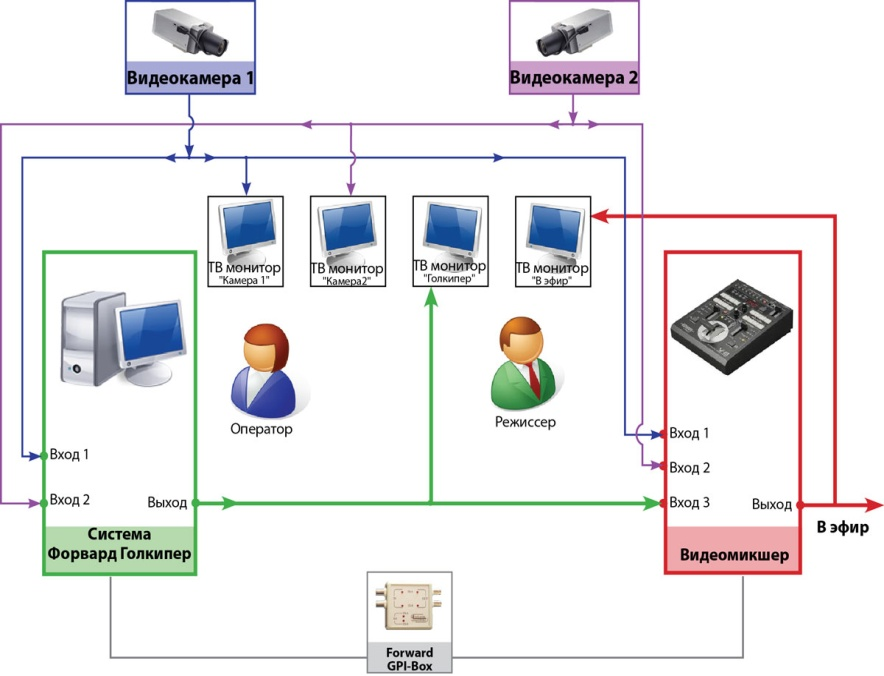 Видеокамера 1
Видеокамера 2
ТВ монитор
"Камера 1"
ТВ монитор
"Камера2"
ТВ монитор
"Голкипер"
ТВ монитор
"В эфир"
Оператор
Режиссер
Вход 1
Вход 2
Выход
Система
Форвард Голкипер
Вход 1
Вход 2
Вход 3
Выход
Видеомикшер
В эфир
Forward
GPI-Box